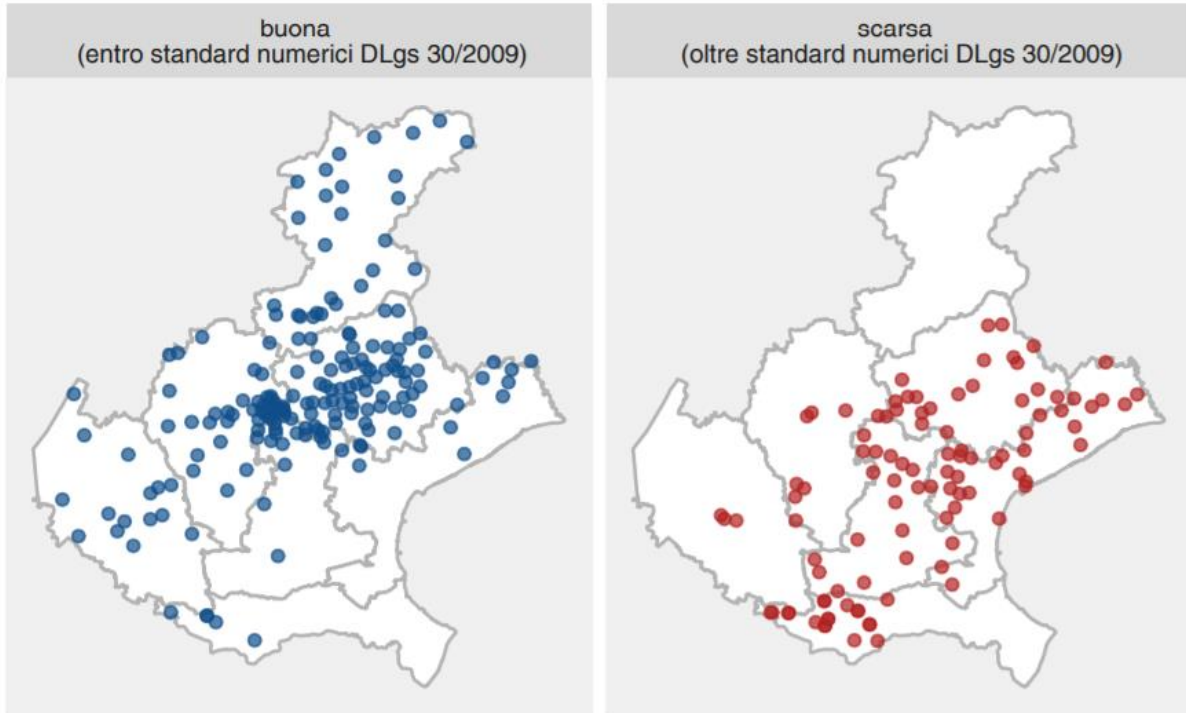 buona
(entro standard numerici DLgs 30/2009)
scarsa
(oltre standard numerici DLgs 30/2009)